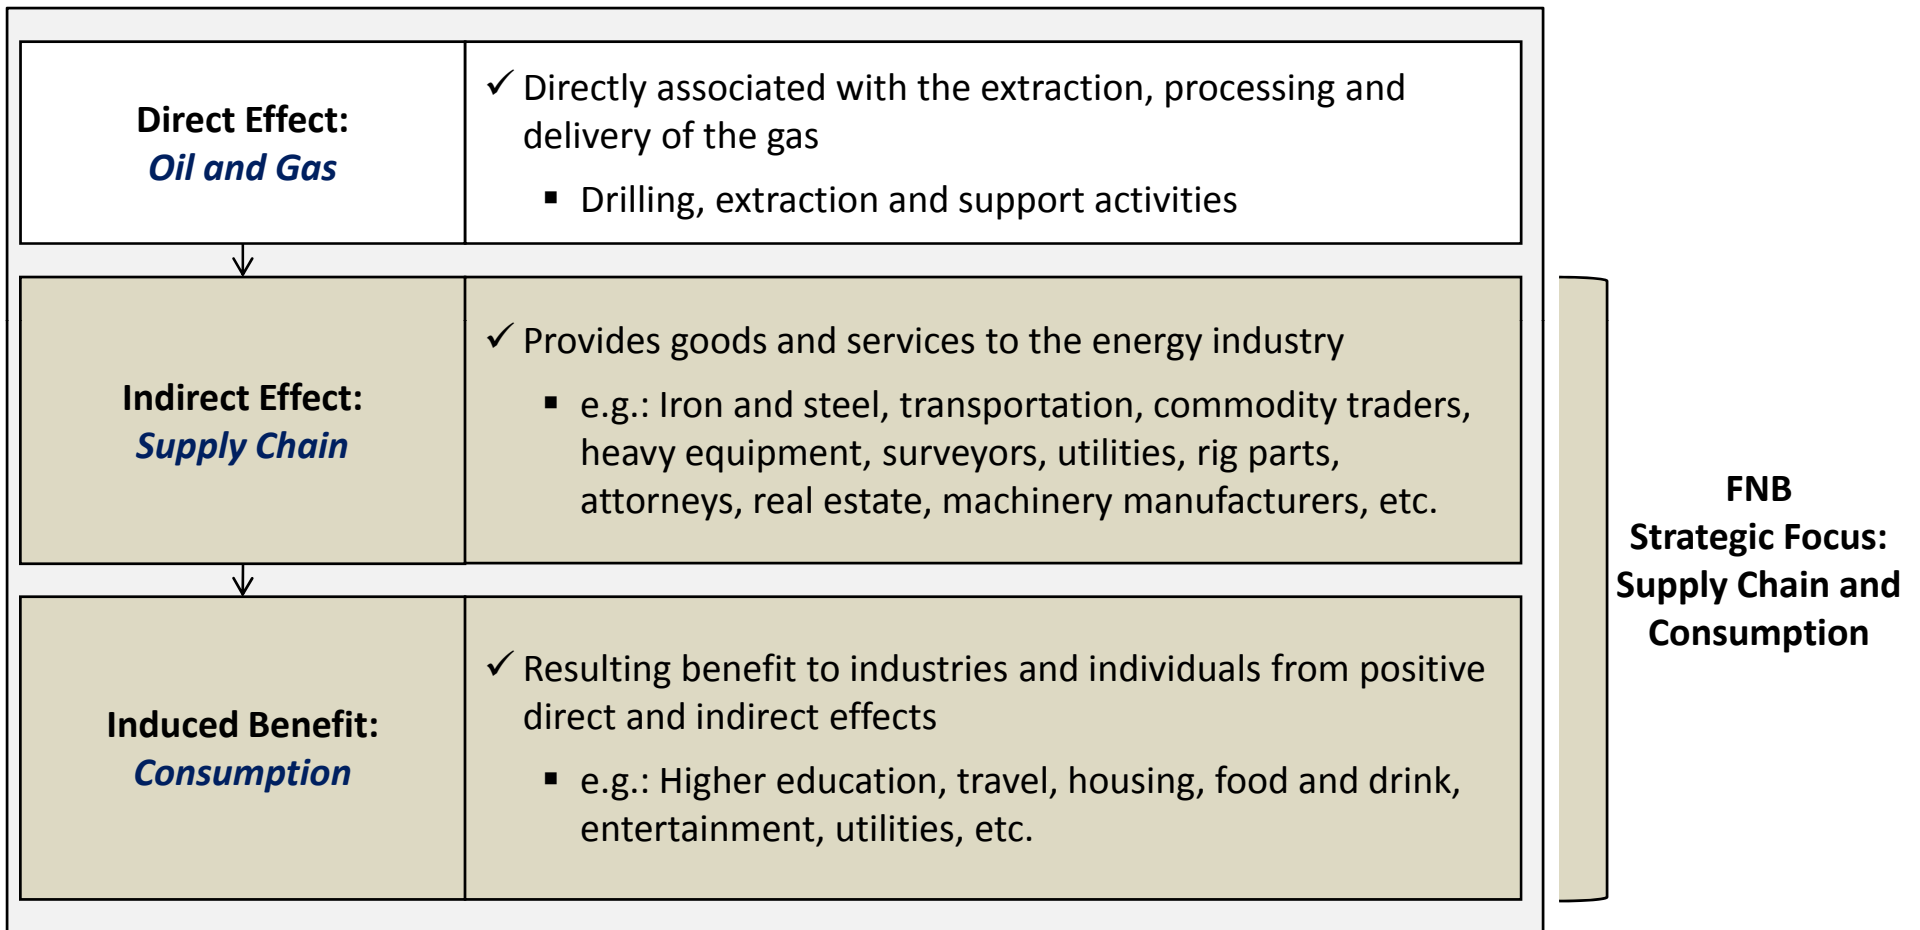 Direct Effect:
Oil and Gas
✓ Directly associated with the extraction, processing and
delivery of the gas
▪ Drilling, extraction and support activities
Indirect Effect:
Supply Chain
✓ Provides goods and services to the energy industry
▪ e.g.: Iron and steel, transportation, commodity traders,
heavy equipment, surveyors, utilities, rig parts,
attorneys, real estate, machinery manufacturers, etc.
Induced Benefit:
Consumption
✓ Resulting benefit to industries and individuals from positive
direct and indirect effects
▪ e.g.: Higher education, travel, housing, food and drink,
entertainment, utilities, etc.
FNB
Strategic Focus:
Supply Chain and
Consumption